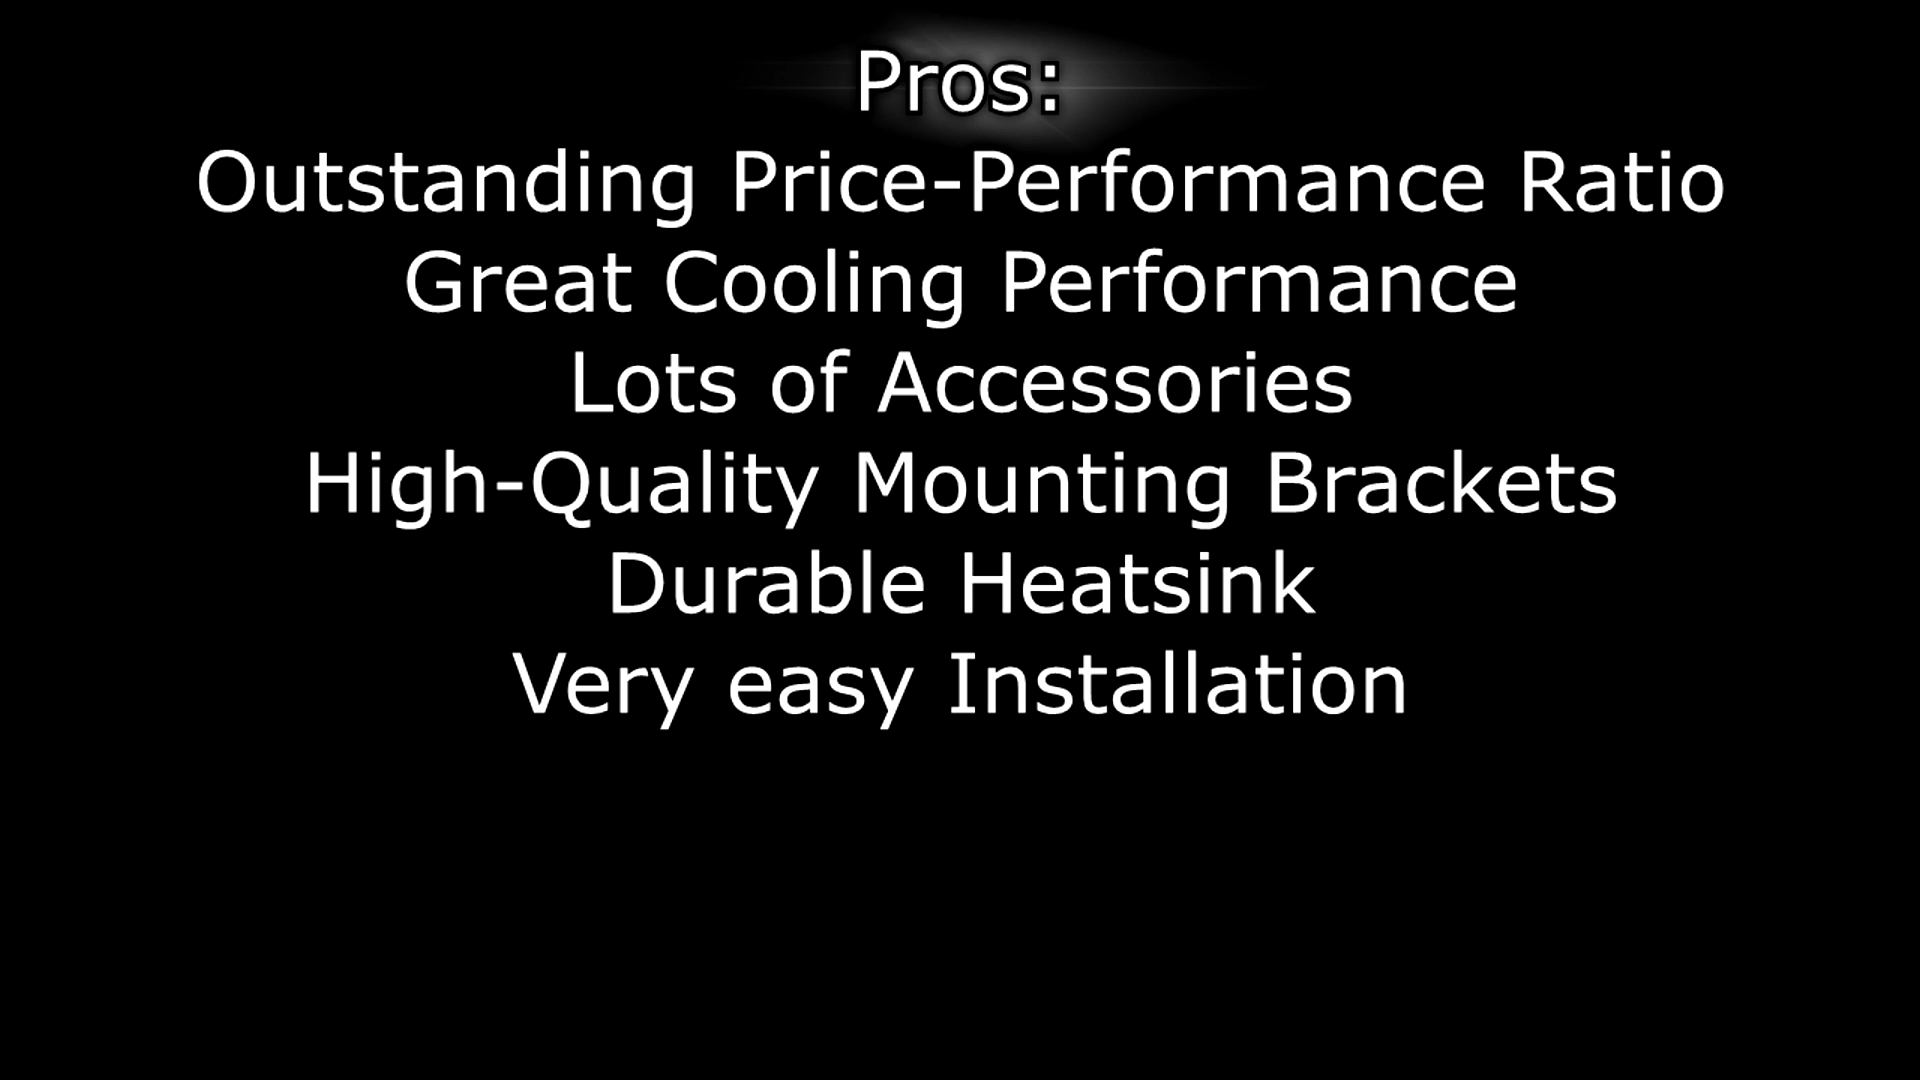 Pros:
Outstanding Price-Performance Ratio
Great Cooling Performance
Lots of Accessories
High-Quality Mounting Brackets
Durable Heatsink
Very easy Installation